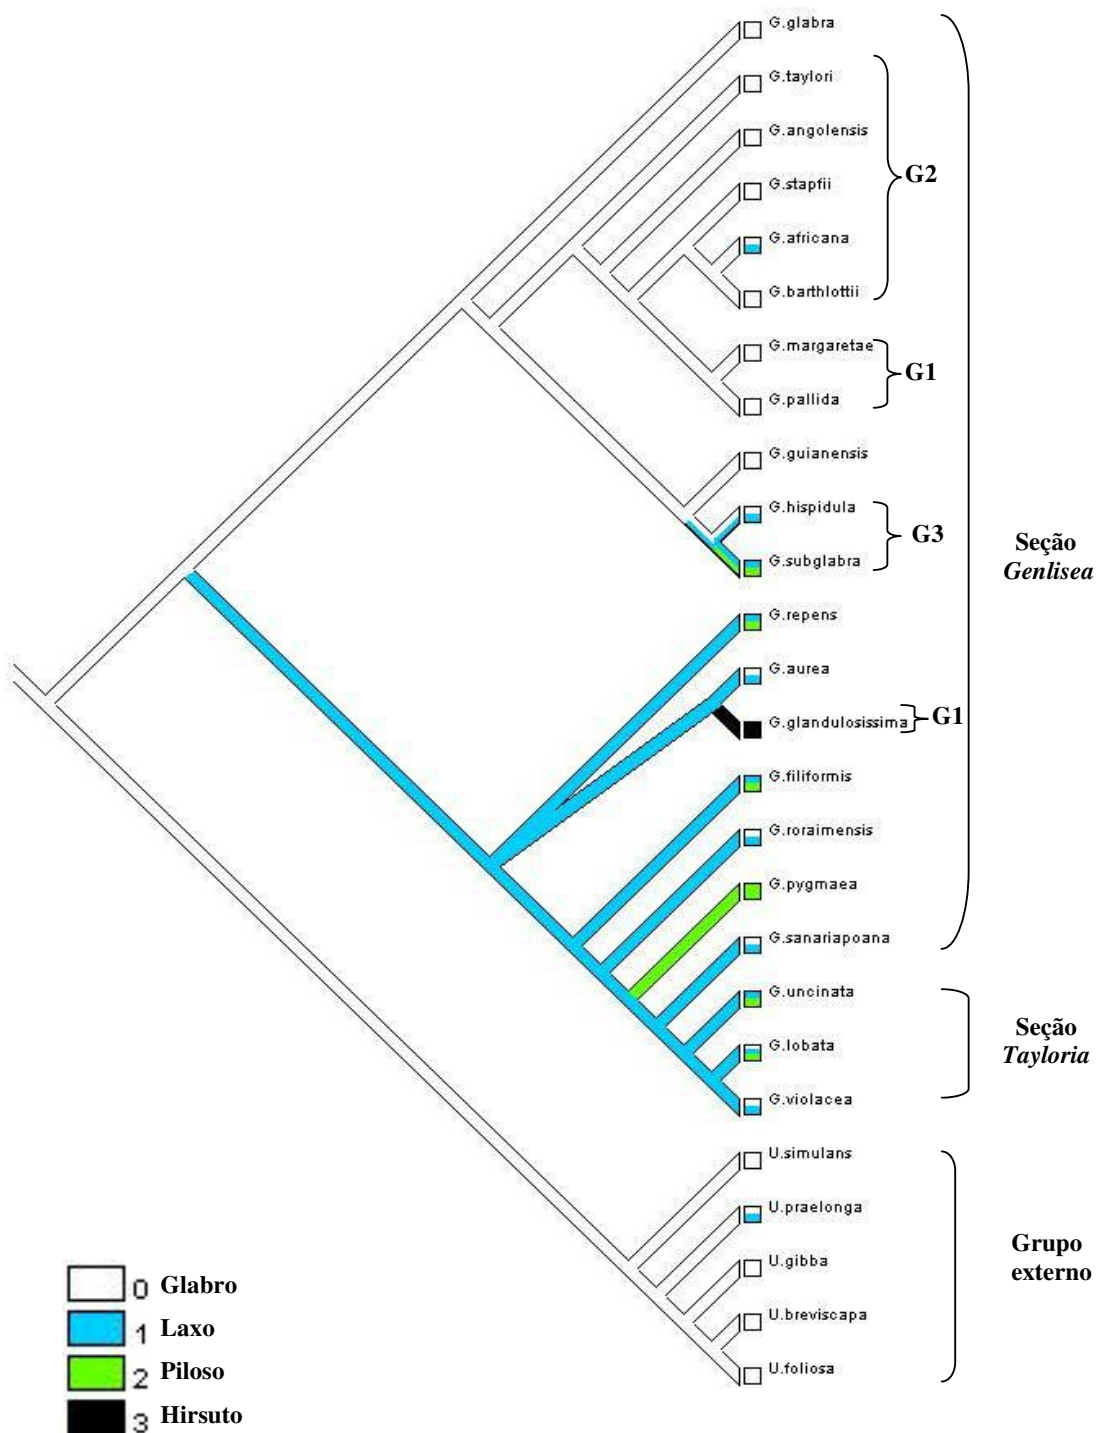 G.glabra
G.taylori
G.angolensis
G.stapfii
G2
G.africana
G.barthlottii
G.margaretae
G1
G.pallida
G.guianensis
G.hispidula
G3
G.subglabra
Seção
Genlisea
G.repens
G.aurea
G.glandulosissima
G1
G.filiformis
G.roraimensis
G.pygmaea
G.sanariapoana
G.uncinata
Seção
Tayloria
G.lobata
G.violacea
U.simulans
U.praelonga
Grupo
externo
U.gibba
U.breviscapa
U.foliosa
0 Glabro
1 Laxo
2 Piloso
3 Hirsuto